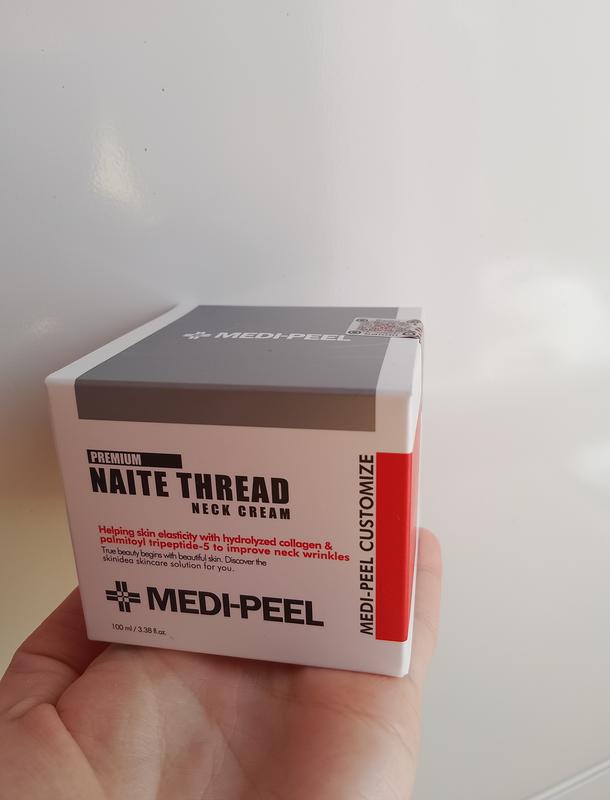 MEDI-PEEL
PREMIUM
NAITE THREAD
NECK CREAM
Helping skin elasticity with hydrolyzed collagen &
palmitoyl tripeptide-5 to improve neck wrinkles
True beauty begins with beautiful skin. Discover the
skinidea skincare solution for you.
MEDI-PEEL
100 ml / 3.38 fl.oz.
MEDI-PEEL CUSTOMIZE